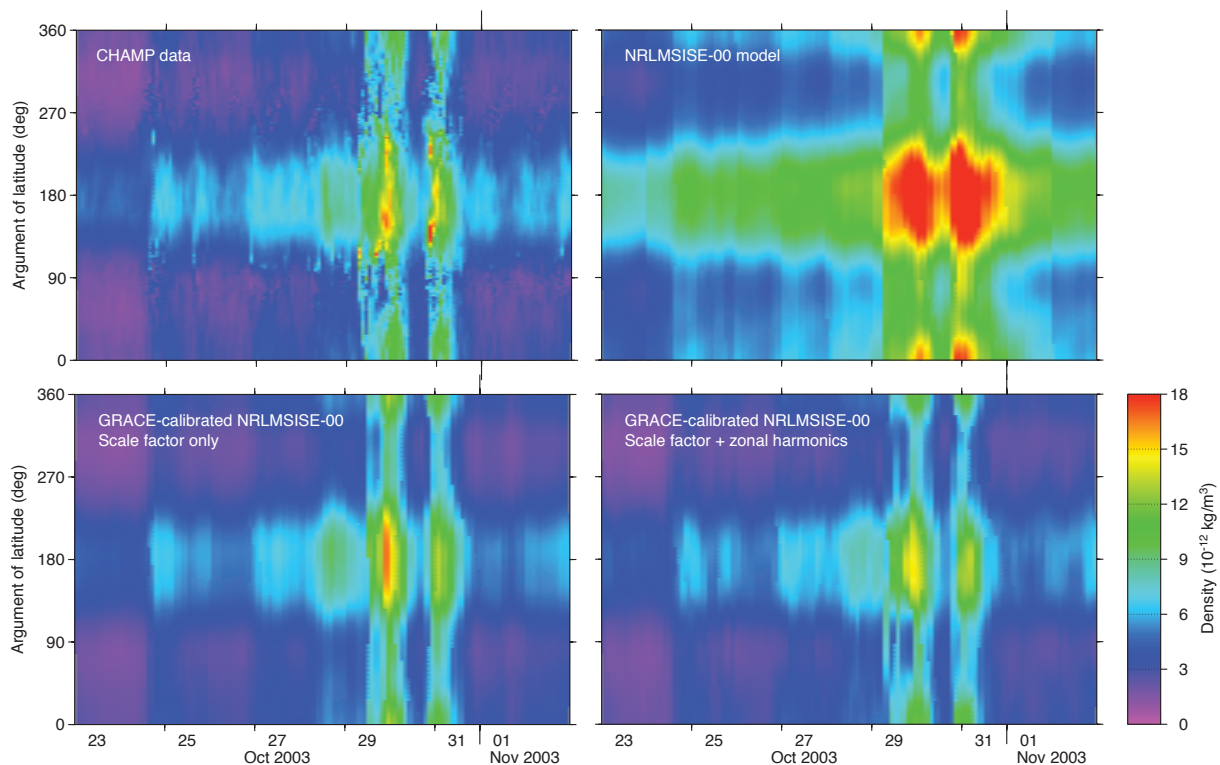 360
270
180
90
0
Argument of latitude (deg)
CHAMP data
NRLMSISE-00 model
360
270
180
90
0
Argument of latitude (deg)
GRACE-calibrated NRLMSISE-00
Scale factor only
GRACE-calibrated NRLMSISE-00
Scale factor + zonal harmonics
23 25 27 29 31 01
Oct 2003 Nov 2003
23 25 27 29 31 01
Oct 2003 Nov 2003
18
15
12
9
6
3
0
Density (10⁻¹² kg/m³)